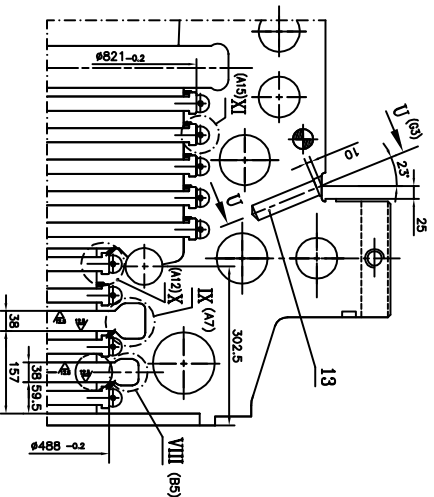 ø821-0.2
(A15)XI
U (G3)
23°
10
25
U
(A12)X
IX (A7)
302.5
13
38
38
59.5
157
VIII (B5)
ø488 -0.2